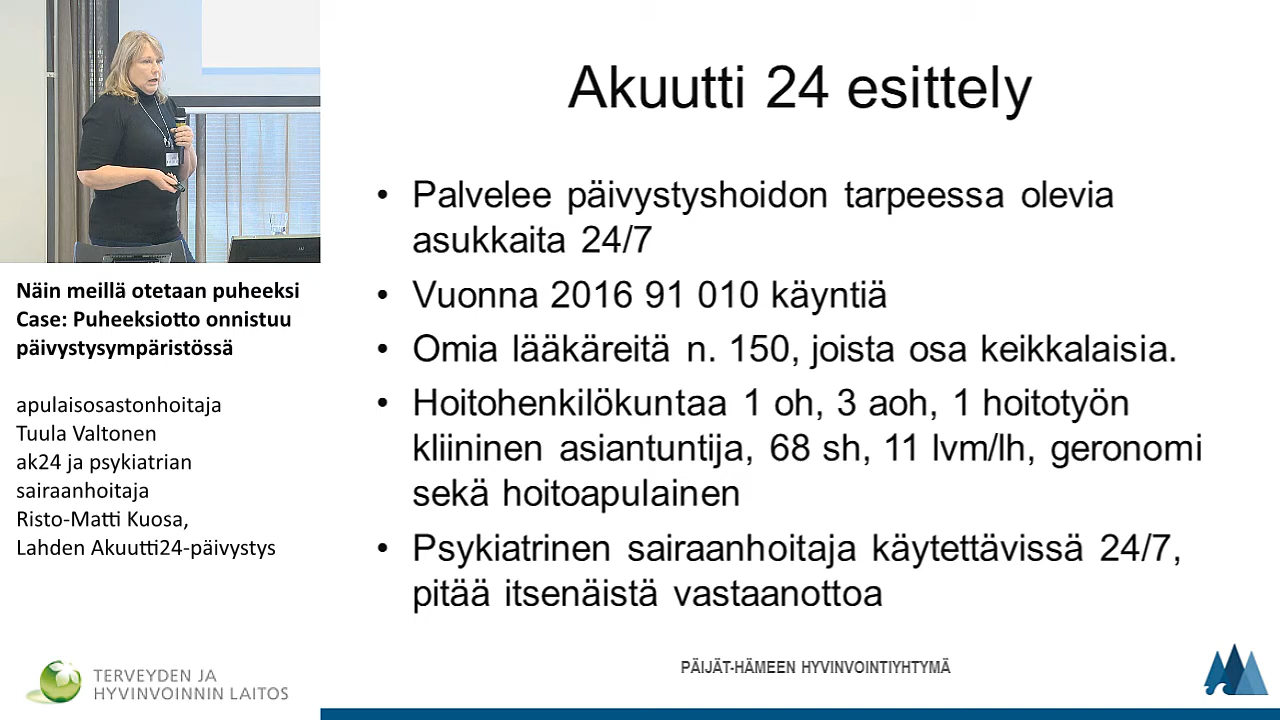 Näin meillä otetaan puheeksi
Case: Puheeksiotto onnistuu
päivystysympäristössä
apulaisosastonhoitaja
Tuula Valtonen
ak24 ja psykiatrian
sairaanhoitaja
Risto-Matti Kuosa,
Lahden Akuutti24-päivystys
TERVEYDEN JA
HYVINVOINNIN LAITOS
Akuutti 24 esittely
• Palvelee päivystyshoidon tarpeessa olevia
asukkaita 24/7
• Vuonna 2016 91 010 käyntiä
• Omia lääkäreitä n. 150, joista osa keikkalaisia.
• Hoitohenkilökuntaa 1 oh, 3 aoh, 1 hoitotyön
kliininen asiantuntija, 68 sh, 11 lvm/lh, geronomi
sekä hoitoapulainen
• Psykiatrinen sairaanhoitaja käytettävissä 24/7,
pitää itsenäistä vastaanottoa
PÄIJÄT-HÄMEEN HYVINVOINTIYHTYMÄ